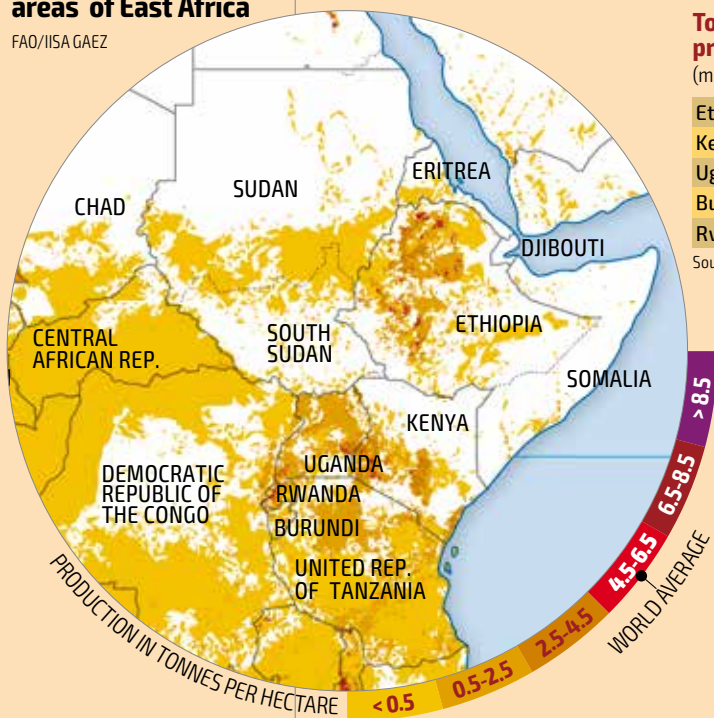 areas of East Africa
FAO/IISA GAEZ
(m
Sou
ERITREA
SUDAN
CHAD
DJIBOUTI
ETHIOPIA
SOUTH
SUDAN
CENTRAL
AFRICAN REP.
SOMALIA
KENYA
UGANDA
DEMOCRATIC
REPUBLIC OF
THE CONGO
RWANDA
BURUNDI
UNITED REP.
OF TANZANIA
> 8.5
6.5-8.5
4.5-6.5
WORLD AVERAGE
2.5-4.5
0.5-2.5
< 0.5
PRODUCTION IN TONNES PER HECTARE